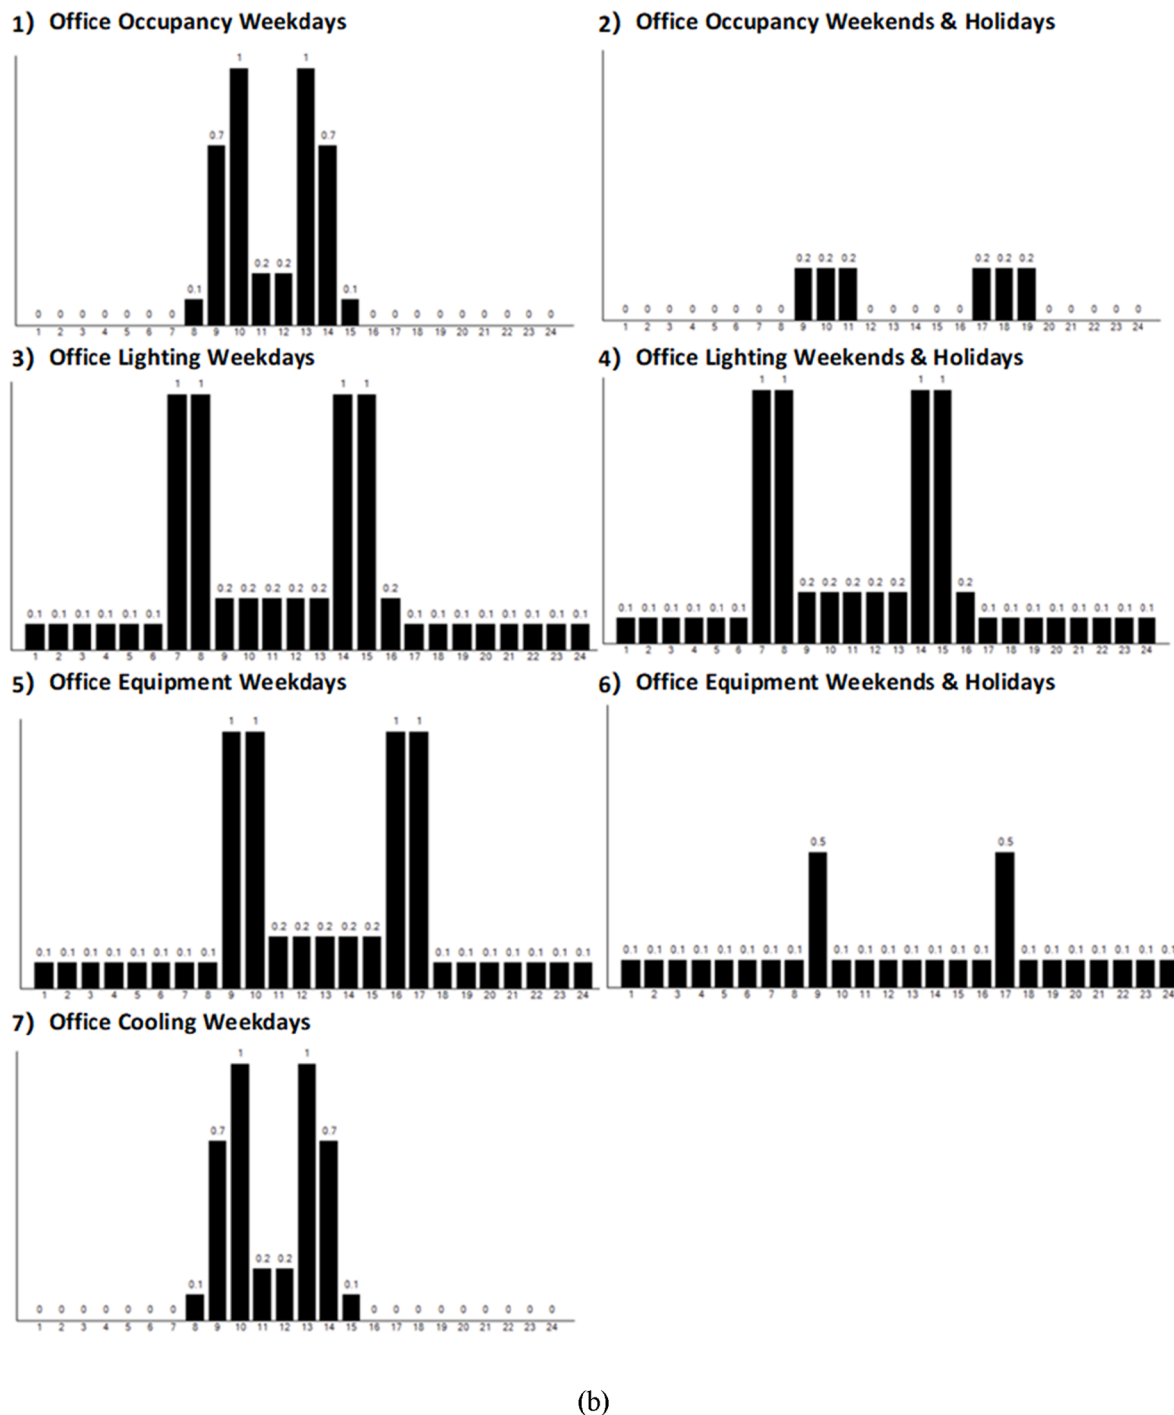 1) Office Occupancy Weekdays
1 1
0.7 0.7
0.2 0.2
0.1 0.1
0 0 0 0 0 0 0 0 0 0 0 0 0 0 0 0
1 2 3 4 5 6 7 8 9 10 11 12 13 14 15 16 17 18 19 20 21 22 23 24
2) Office Occupancy Weekends & Holidays
0.2 0.2 0.2 0.2 0.2 0.2
0 0 0 0 0 0 0 0 0 0 0 0 0 0 0 0 0 0
1 2 3 4 5 6 7 8 9 10 11 12 13 14 15 16 17 18 19 20 21 22 23 24
3) Office Lighting Weekdays
1 1 1 1
0.2 0.2 0.2 0.2 0.2 0.2
0.1 0.1 0.1 0.1 0.1 0.1 0.1 0.1 0.1 0.1 0.1 0.1 0.1 0.1
1 2 3 4 5 6 7 8 9 10 11 12 13 14 15 16 17 18 19 20 21 22 23 24
4) Office Lighting Weekends & Holidays
1 1 1 1
0.2 0.2 0.2 0.2 0.2 0.2
0.1 0.1 0.1 0.1 0.1 0.1 0.1 0.1 0.1 0.1 0.1 0.1 0.1 0.1
1 2 3 4 5 6 7 8 9 10 11 12 13 14 15 16 17 18 19 20 21 22 23 24
5) Office Equipment Weekdays
1 1 1 1
0.2 0.2 0.2 0.2 0.2
0.1 0.1 0.1 0.1 0.1 0.1 0.1 0.1 0.1 0.1 0.1 0.1 0.1 0.1 0.1
1 2 3 4 5 6 7 8 9 10 11 12 13 14 15 16 17 18 19 20 21 22 23 24
6) Office Equipment Weekends & Holidays
0.5 0.5
0.1 0.1 0.1 0.1 0.1 0.1 0.1 0.1 0.1 0.1 0.1 0.1 0.1 0.1 0.1 0.1 0.1 0.1 0.1 0.1 0.1 0.1
1 2 3 4 5 6 7 8 9 10 11 12 13 14 15 16 17 18 19 20 21 22 23 24
7) Office Cooling Weekdays
1 1
0.7 0.7
0.2 0.2
0.1 0.1
0 0 0 0 0 0 0 0 0 0 0 0 0 0 0 0
1 2 3 4 5 6 7 8 9 10 11 12 13 14 15 16 17 18 19 20 21 22 23 24
(b)